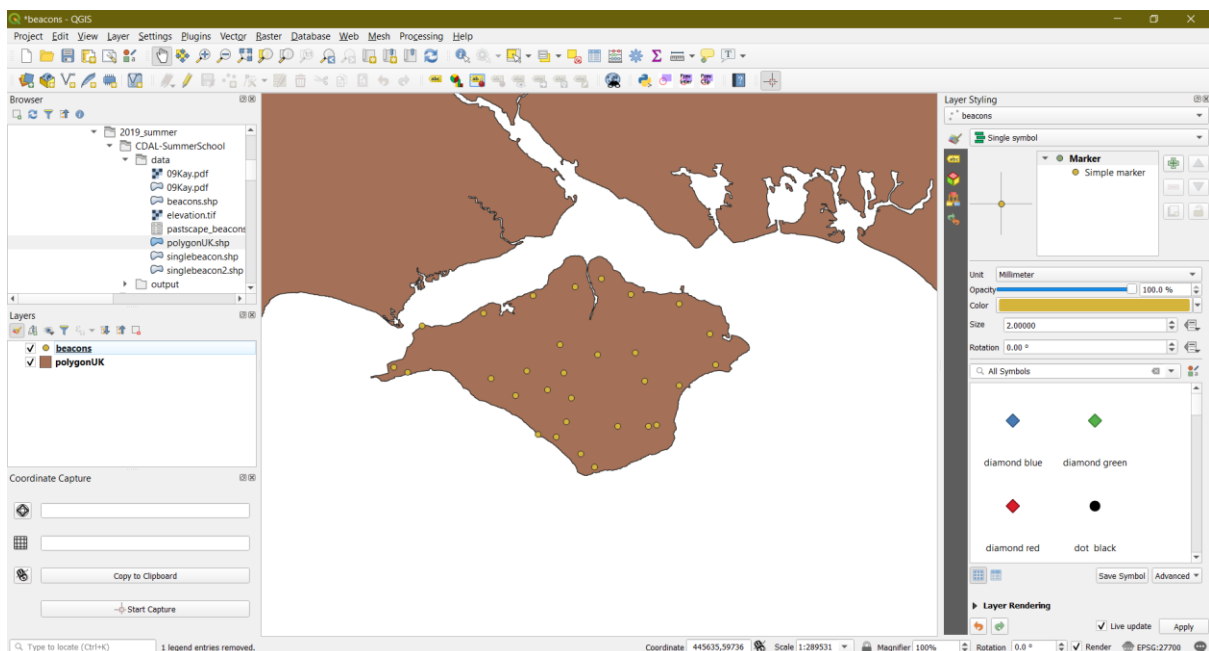 *beacons - QGIS
Project Edit View Layer Settings Plugins Vector Raster Database Web Mesh Processing Help
Browser
2019_summer
CDAL-SummerSchool
data
09Kay.pdf
09Kay.pdf
beacons.shp
elevation.tif
pastscape_beacons
polygonUK.shp
singlebeacon.shp
singlebeacon2.shp
output
Layers
beacons
polygonUK
Coordinate Capture
Copy to Clipboard
Start Capture
Layer Styling
beacons
Single symbol
Marker
Simple marker
Unit Millimeter
Opacity 100.0 %
Color
Size 2.00000
Rotation 0.00 °
All Symbols
diamond blue diamond green
diamond red dot black
Save Symbol Advanced
Layer Rendering
Live update Apply
Type to locate (Ctrl+K) 1 legend entries removed. Coordinate 445635,59736 Scale 1:289531 Magnifier 100% Rotation 0.0 ° Render EPSG:27700